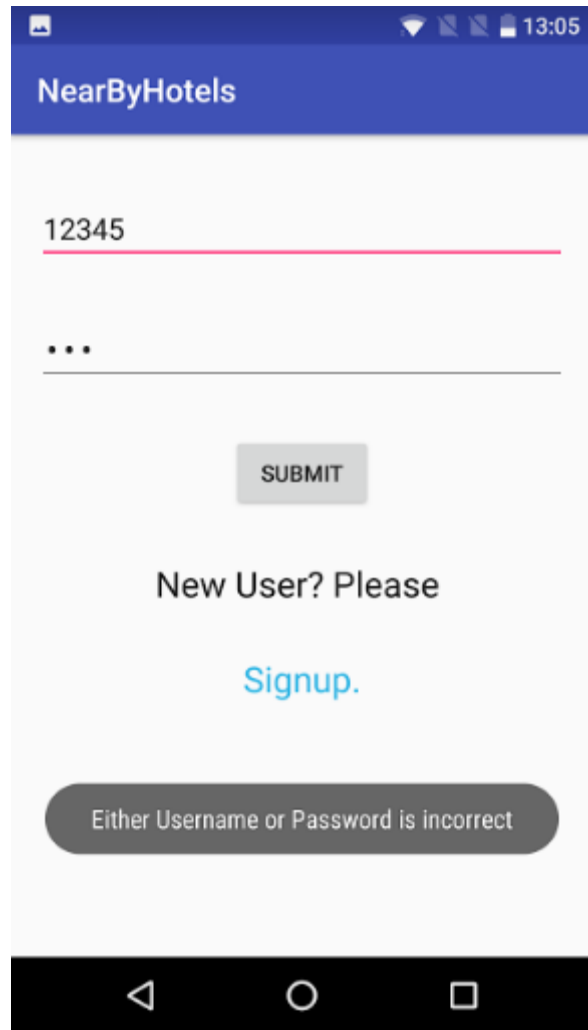 13:05
NearByHotels
12345
•••
SUBMIT
New User? Please
Signup.
Either Username or Password is incorrect